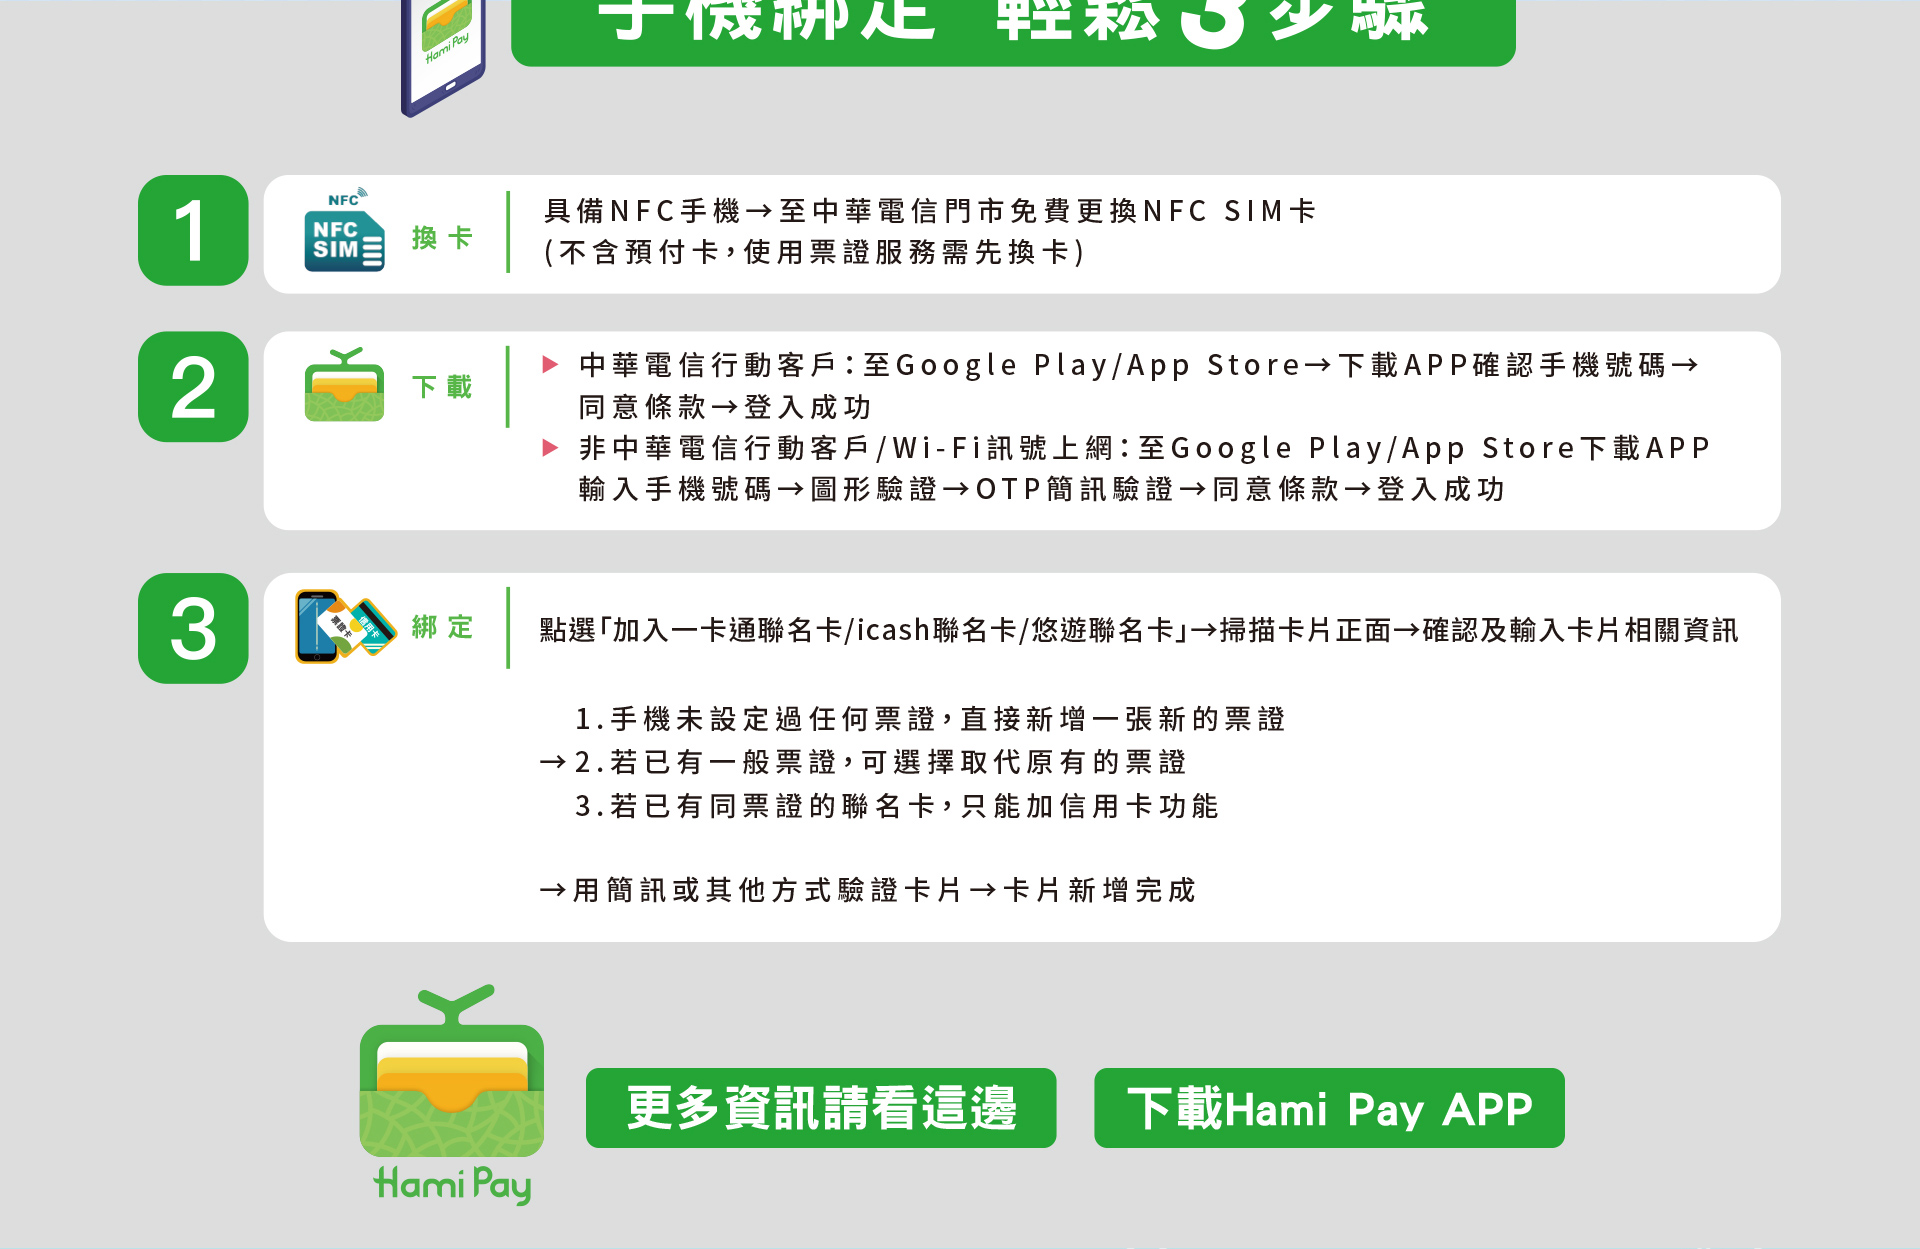 Hami Pay
手機綁定 輕鬆3步驟
1
NFC
NFC
SIM
換卡
具備NFC手機→至中華電信門市免費更換NFC SIM卡
(不含預付卡，使用票證服務需先換卡)
2
下載
▶ 中華電信行動客戶：至Google Play/App Store→下載APP確認手機號碼→
同意條款→登入成功
▶ 非中華電信行動客戶/Wi-Fi訊號上網：至Google Play/App Store下載APP
輸入手機號碼→圖形驗證→OTP簡訊驗證→同意條款→登入成功
3
票證卡
信用卡
綁定
點選「加入一卡通聯名卡/icash聯名卡/悠遊聯名卡」→掃描卡片正面→確認及輸入卡片相關資訊
1.手機未設定過任何票證，直接新增一張新的票證
→2.若已有一般票證，可選擇取代原有的票證
3.若已有同票證的聯名卡，只能加信用卡功能
→用簡訊或其他方式驗證卡片→卡片新增完成
Hami Pay
更多資訊請看這邊
下載Hami Pay APP